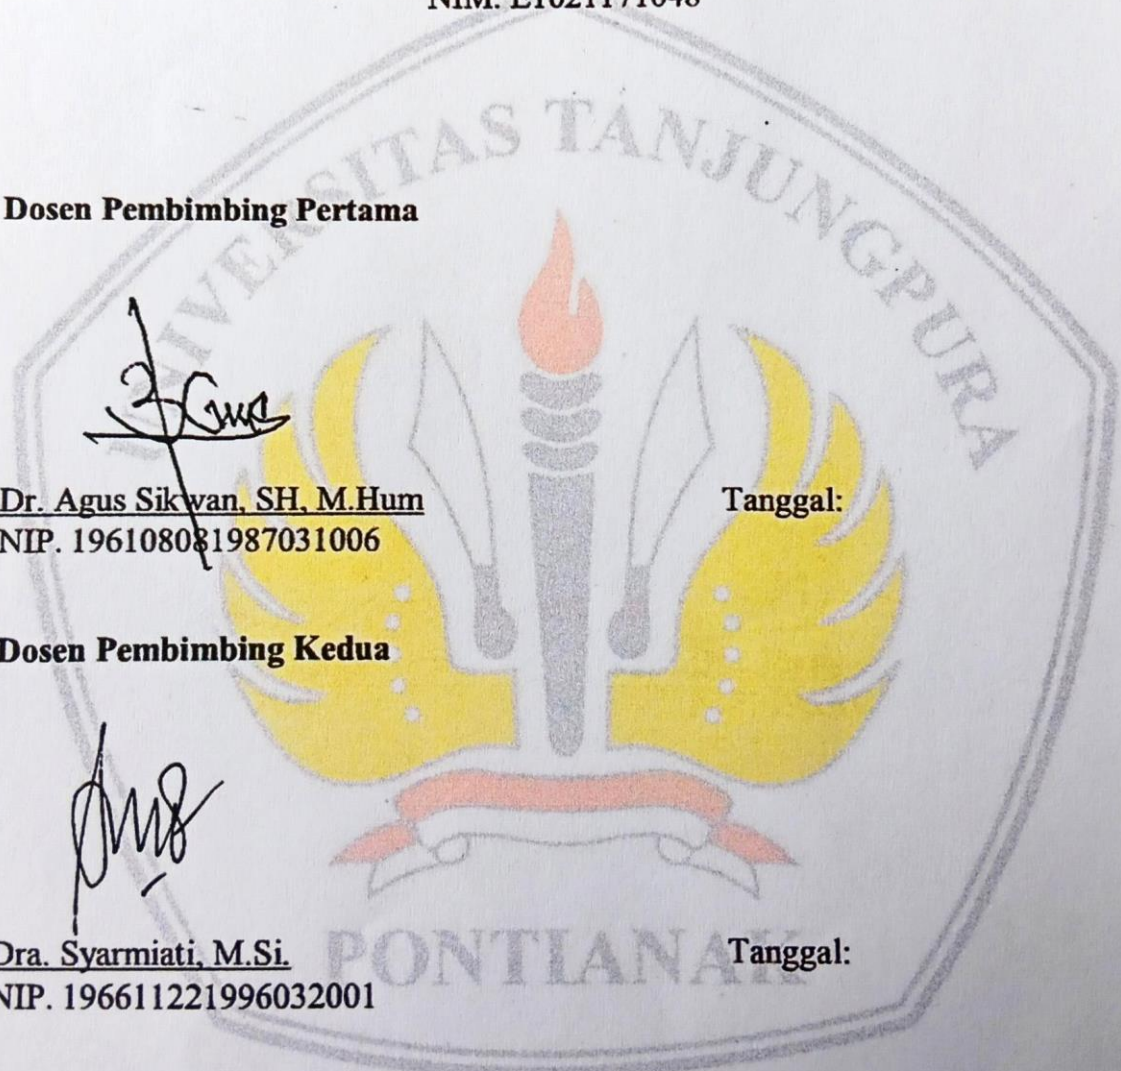 UNIVERSITAS TANJUNGPURA
Dosen Pembimbing Pertama
Dr. Agus Sikwan, SH, M.Hum
Tanggal:
NIP. 196108081987031006
Dosen Pembimbing Kedua
Dra. Syarmiati, M.Si.
Tanggal:
NIP. 196611221996032001
PONTIANAK